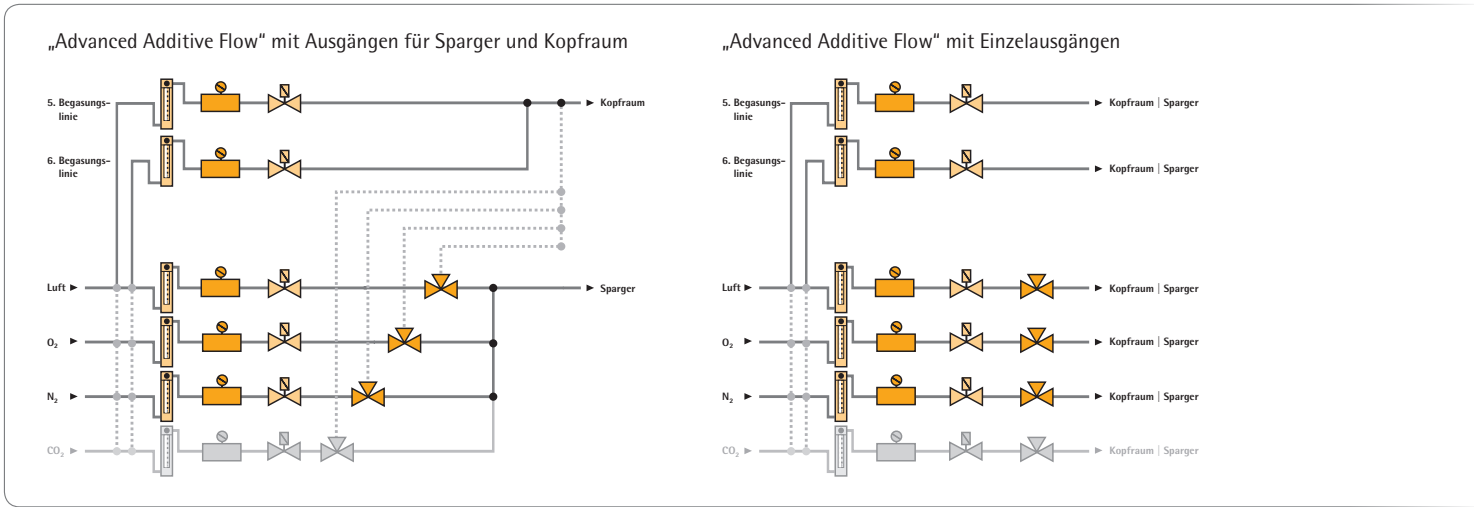 „Advanced Additive Flow“ mit Ausgängen für Sparger und Kopfraum
5. Begasungs-
linie
Kopfraum
6. Begasungs-
linie
Luft
Sparger
O₂
N₂
CO₂
„Advanced Additive Flow“ mit Einzelausgängen
5. Begasungs-
linie
Kopfraum | Sparger
6. Begasungs-
linie
Kopfraum | Sparger
Luft
Kopfraum | Sparger
O₂
Kopfraum | Sparger
N₂
Kopfraum | Sparger
CO₂
Kopfraum | Sparger